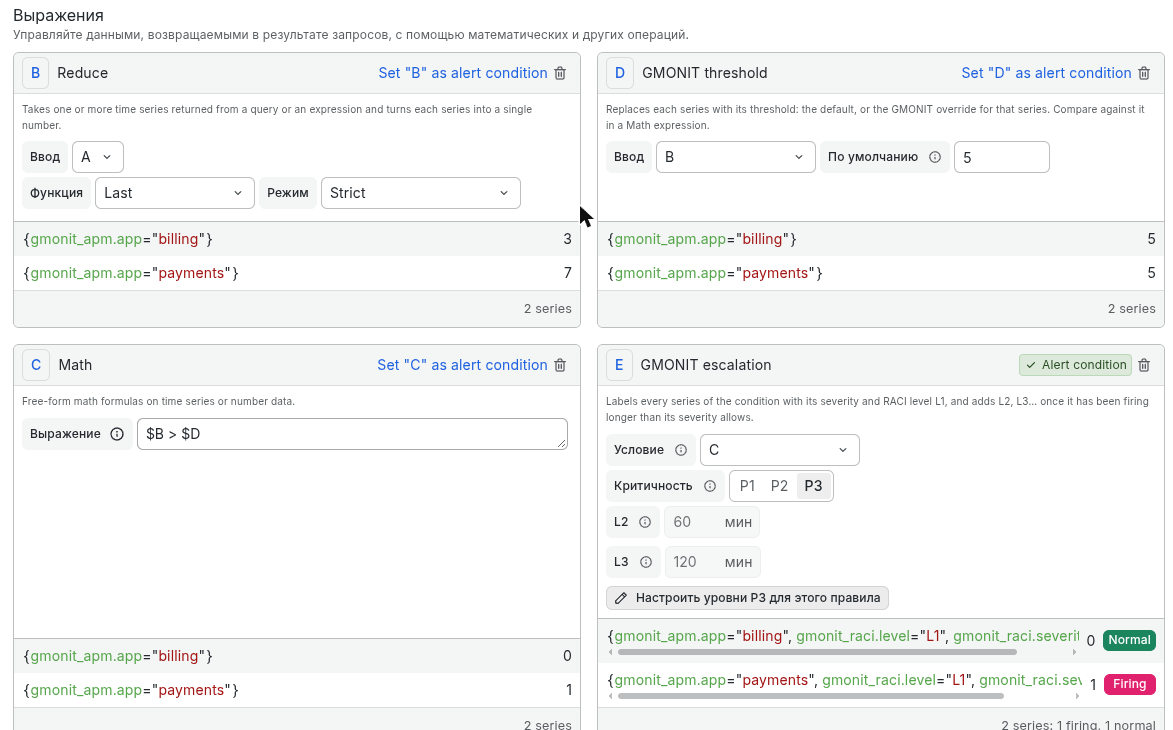 Выражения
Управляйте данными, возвращаемыми в результате запросов, с помощью математических и других операций.
B Reduce Set "B" as alert condition
Takes one or more time series returned from a query or an expression and turns each series into a single
number.
Ввод A
Функция Last Режим Strict
{gmonit_apm.app="billing"} 3
{gmonit_apm.app="payments"} 7
2 series
D GMONIT threshold Set "D" as alert condition
Replaces each series with its threshold: the default, or the GMONIT override for that series. Compare against it
in a Math expression.
Ввод B По умолчанию 5
{gmonit_apm.app="billing"} 5
{gmonit_apm.app="payments"} 5
2 series
C Math Set "C" as alert condition
Free-form math formulas on time series or number data.
Выражение $B > $D
{gmonit_apm.app="billing"} 0
{gmonit_apm.app="payments"} 1
2 series
E GMONIT escalation Alert condition
Labels every series of the condition with its severity and RACI level L1, and adds L2, L3... once it has been firing
longer than its severity allows.
Условие C
Критичность P1 P2 P3
L2 60 мин
L3 120 мин
Настроить уровни P3 для этого правила
{gmonit_apm.app="billing", gmonit_raci.level="L1", gmonit_raci.severit 0 Normal
{gmonit_apm.app="payments", gmonit_raci.level="L1", gmonit_raci.sev 1 Firing
2 series: 1 firing, 1 normal